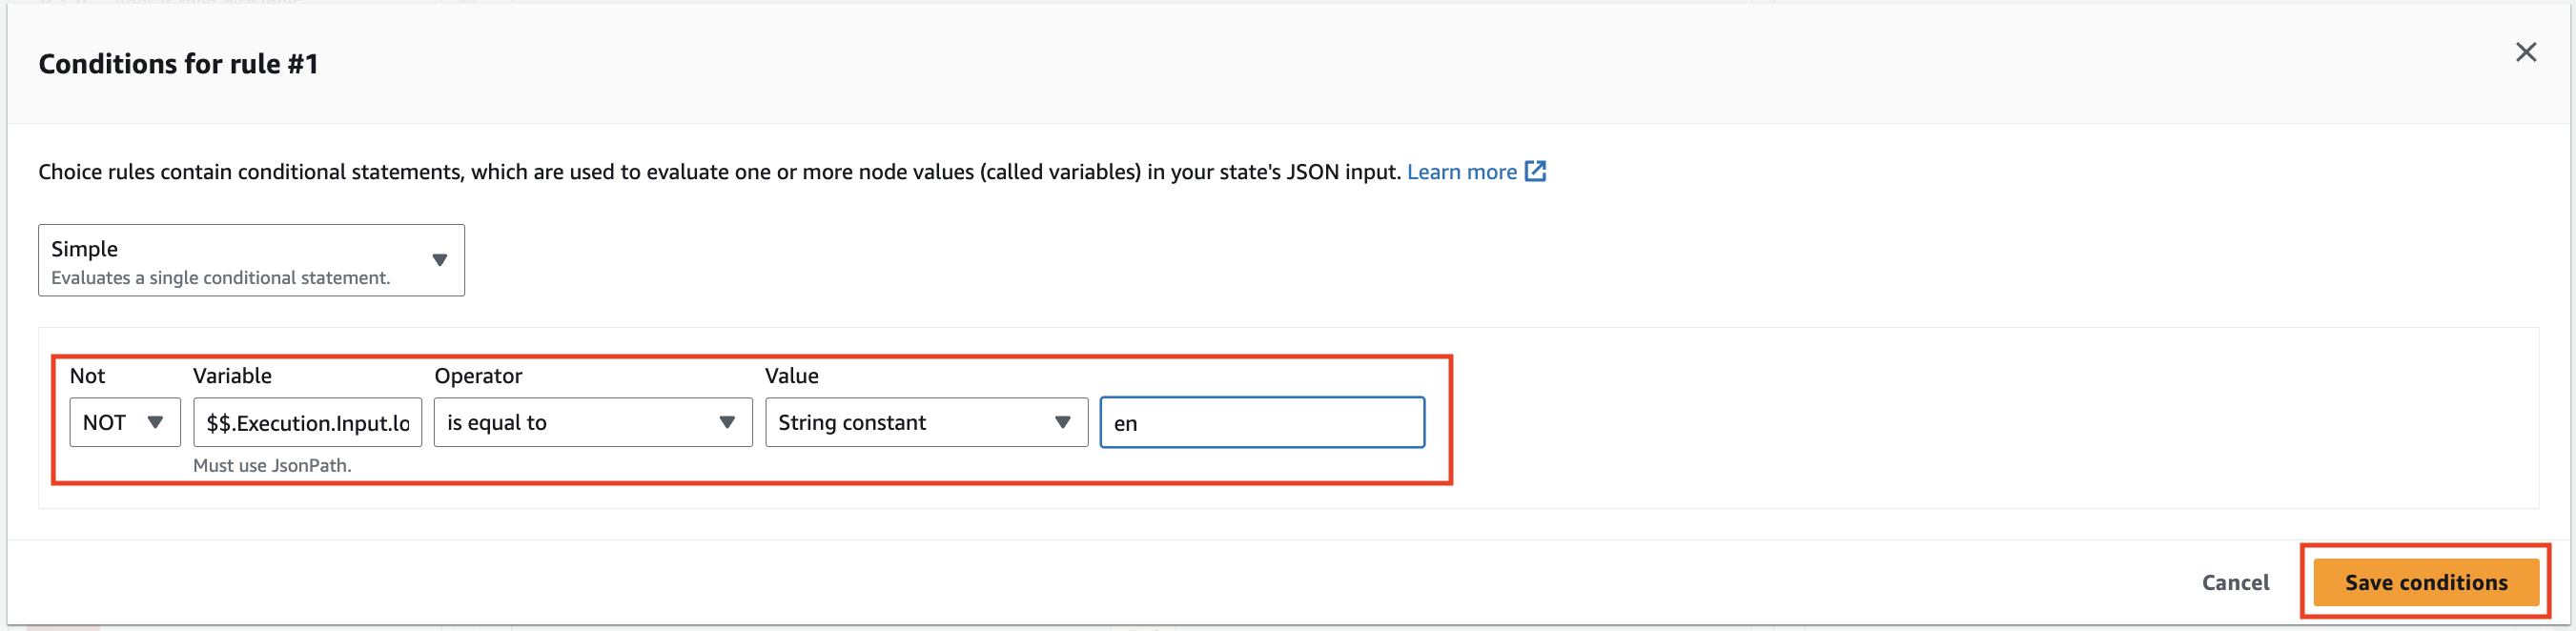 Conditions for rule #1
Choice rules contain conditional statements, which are used to evaluate one or more node values (called variables) in your state's JSON input. Learn more
Simple
Evaluates a single conditional statement.
Not Variable Operator Value
NOT $$.Execution.Input.lo is equal to String constant en
Must use JsonPath.
Cancel Save conditions